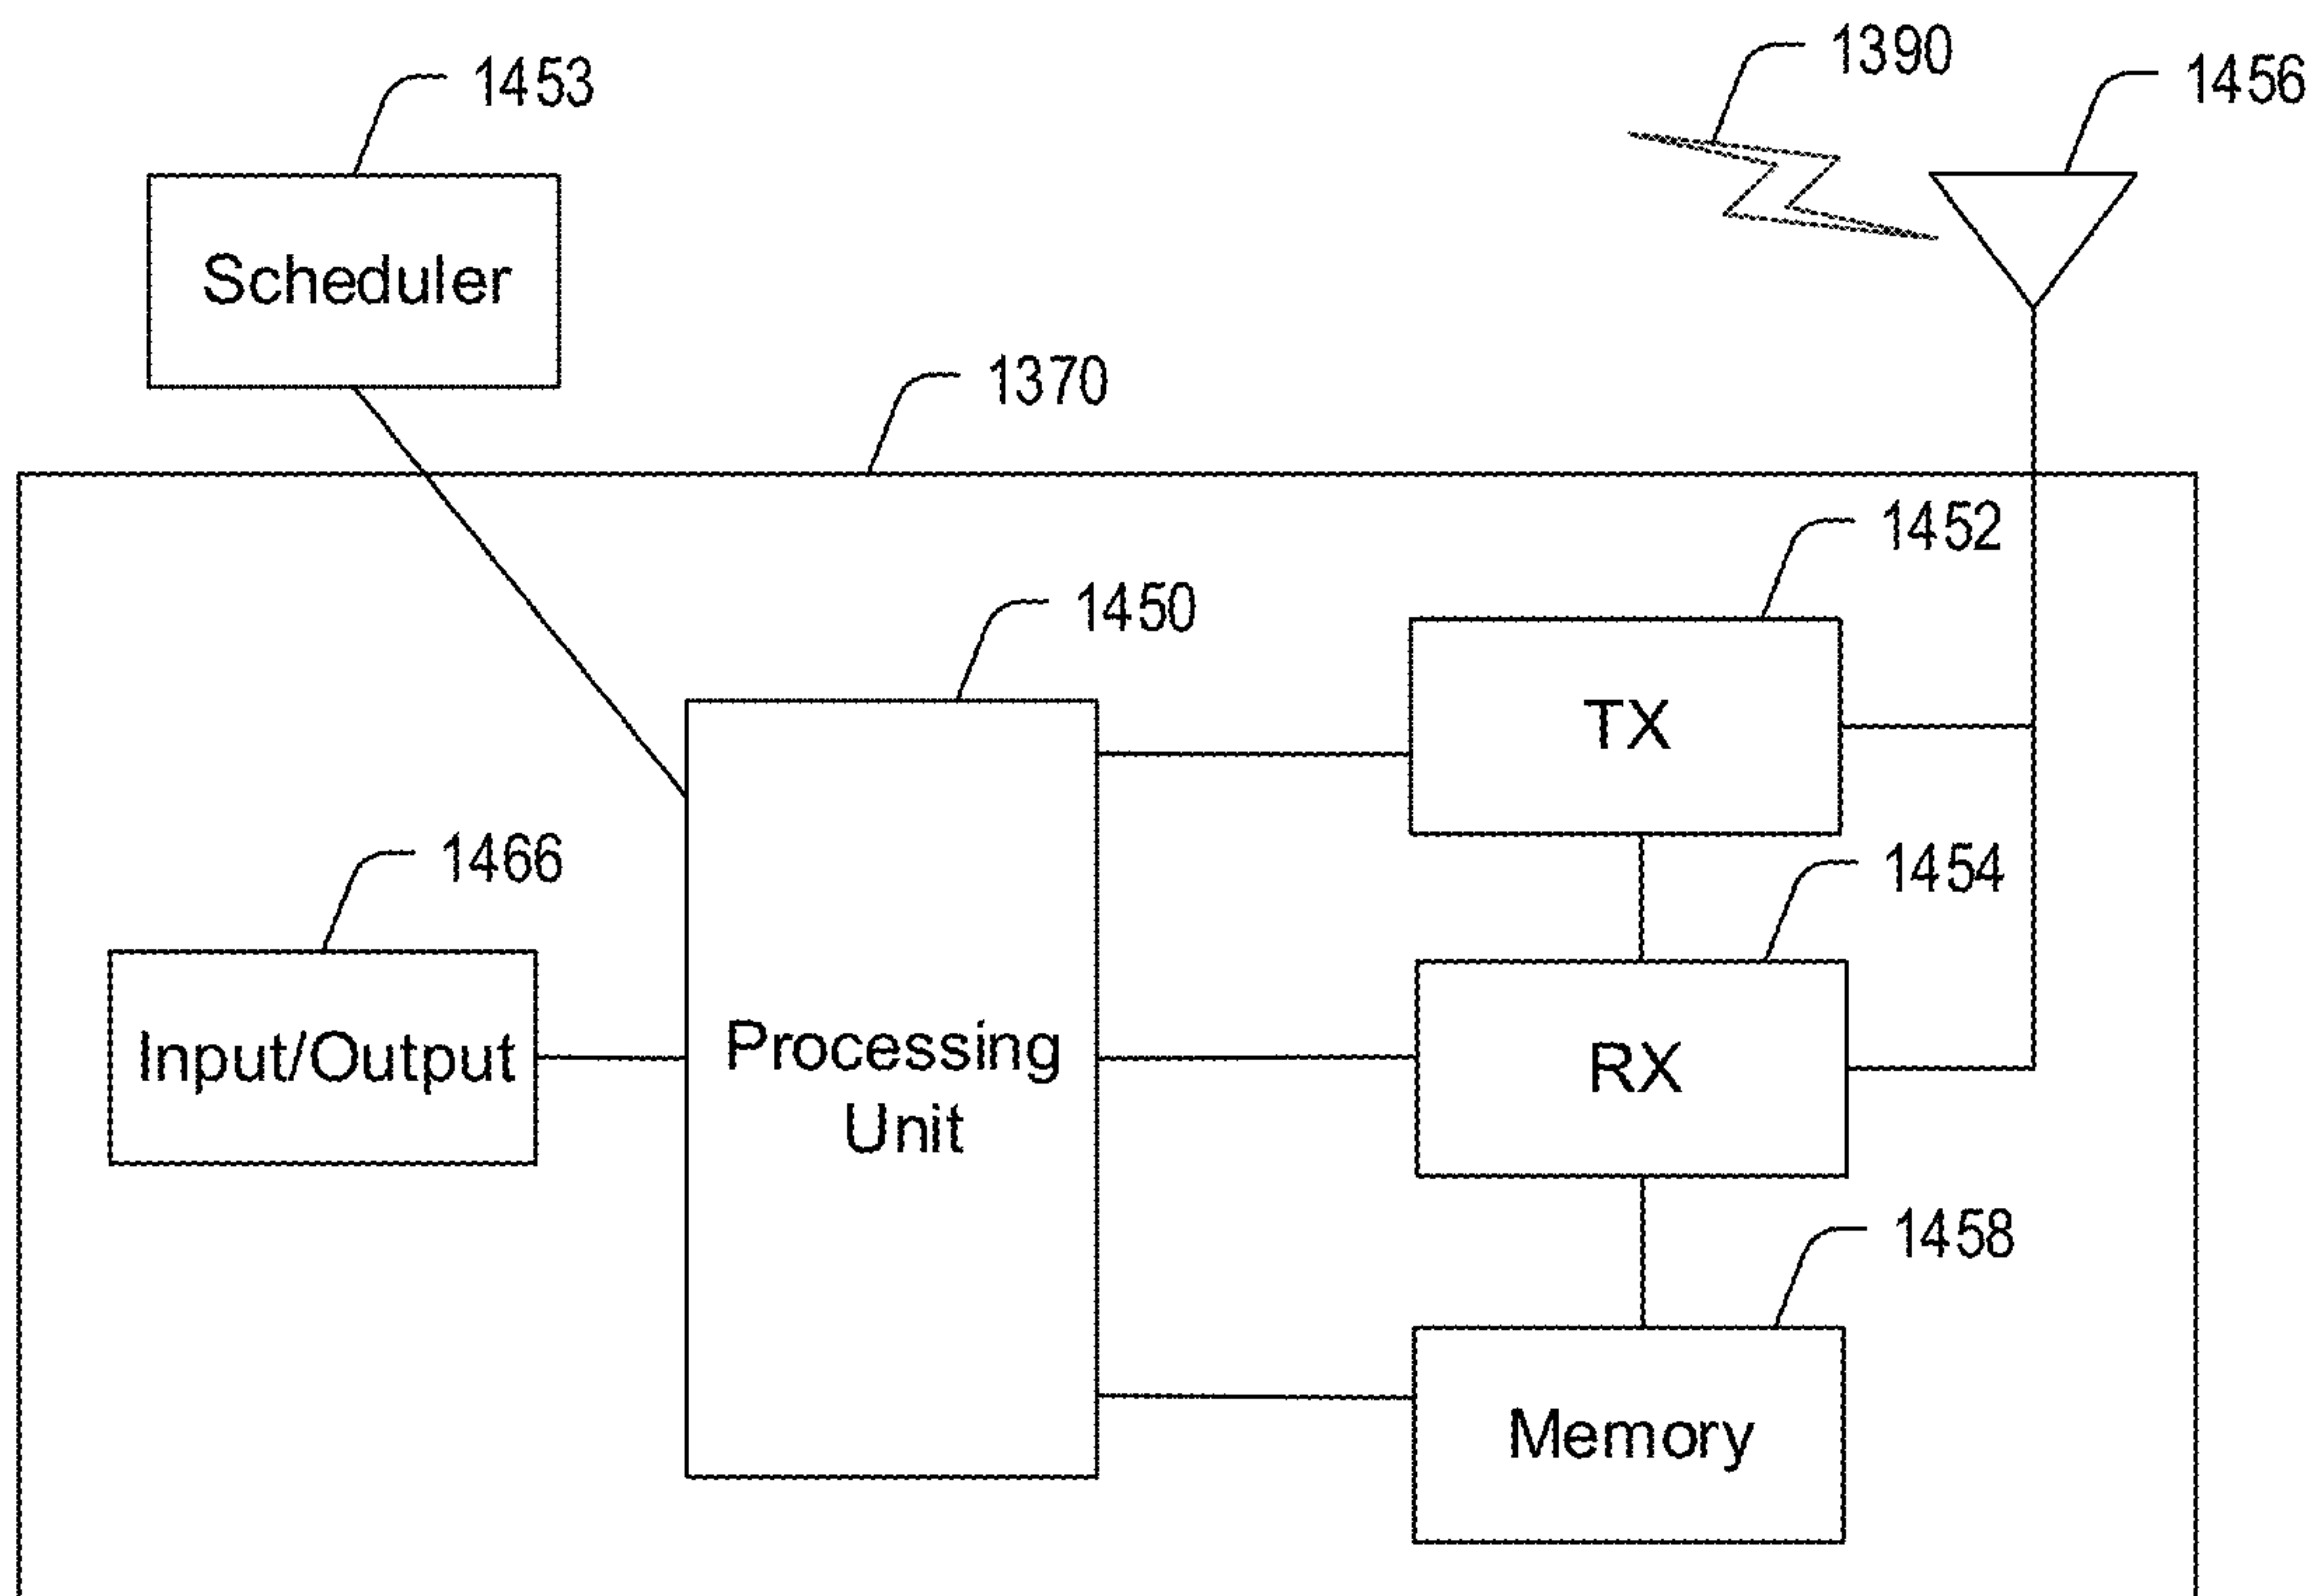 1390
1456
1453
Scheduler
1370
1452
1450
TX
1466
1454
Input/Output
Processing
Unit
RX
1458
Memory